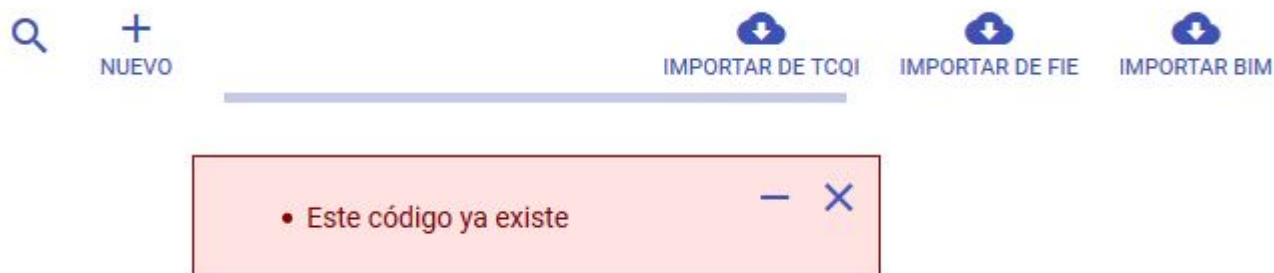 NUEVO
IMPORTAR DE TCQI
IMPORTAR DE FIE
IMPORTAR BIM
• Este código ya existe